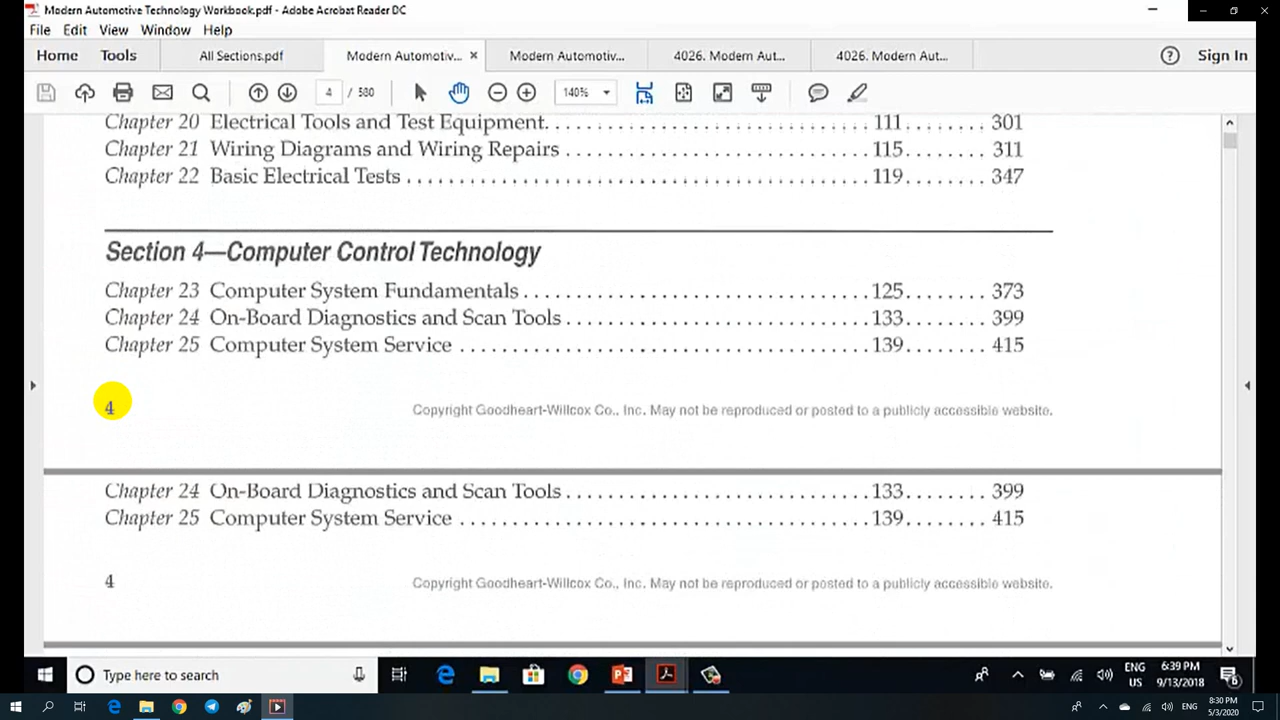 Modern Automotive Technology Workbook.pdf - Adobe Acrobat Reader DC
File Edit View Window Help
Home Tools All Sections.pdf Modern Automotiv... × Modern Automotiv... 4026. Modern Aut... 4026. Modern Aut... Sign In
4 / 580 140%
Chapter 20 Electrical Tools and Test Equipment. . . . . . . . . . . . . . . . . . . . . . . . . . . . . . . 111 . . . . . . . . 301
Chapter 21 Wiring Diagrams and Wiring Repairs . . . . . . . . . . . . . . . . . . . . . . . . . . . . . 115 . . . . . . . . 311
Chapter 22 Basic Electrical Tests . . . . . . . . . . . . . . . . . . . . . . . . . . . . . . . . . . . . . . . . . . 119 . . . . . . . . 347
Section 4—Computer Control Technology
Chapter 23 Computer System Fundamentals . . . . . . . . . . . . . . . . . . . . . . . . . . . . . . . . 125 . . . . . . . . 373
Chapter 24 On-Board Diagnostics and Scan Tools . . . . . . . . . . . . . . . . . . . . . . . . . . . . 133 . . . . . . . . 399
Chapter 25 Computer System Service . . . . . . . . . . . . . . . . . . . . . . . . . . . . . . . . . . . . . . 139 . . . . . . . . 415
4 Copyright Goodheart-Willcox Co., Inc. May not be reproduced or posted to a publicly accessible website.
Chapter 24 On-Board Diagnostics and Scan Tools . . . . . . . . . . . . . . . . . . . . . . . . . . . . 133 . . . . . . . . 399
Chapter 25 Computer System Service . . . . . . . . . . . . . . . . . . . . . . . . . . . . . . . . . . . . . . 139 . . . . . . . . 415
4 Copyright Goodheart-Willcox Co., Inc. May not be reproduced or posted to a publicly accessible website.
Type here to search ENG 6:39 PM
US 9/13/2018 6
ENG 8:30 PM
5/3/2020